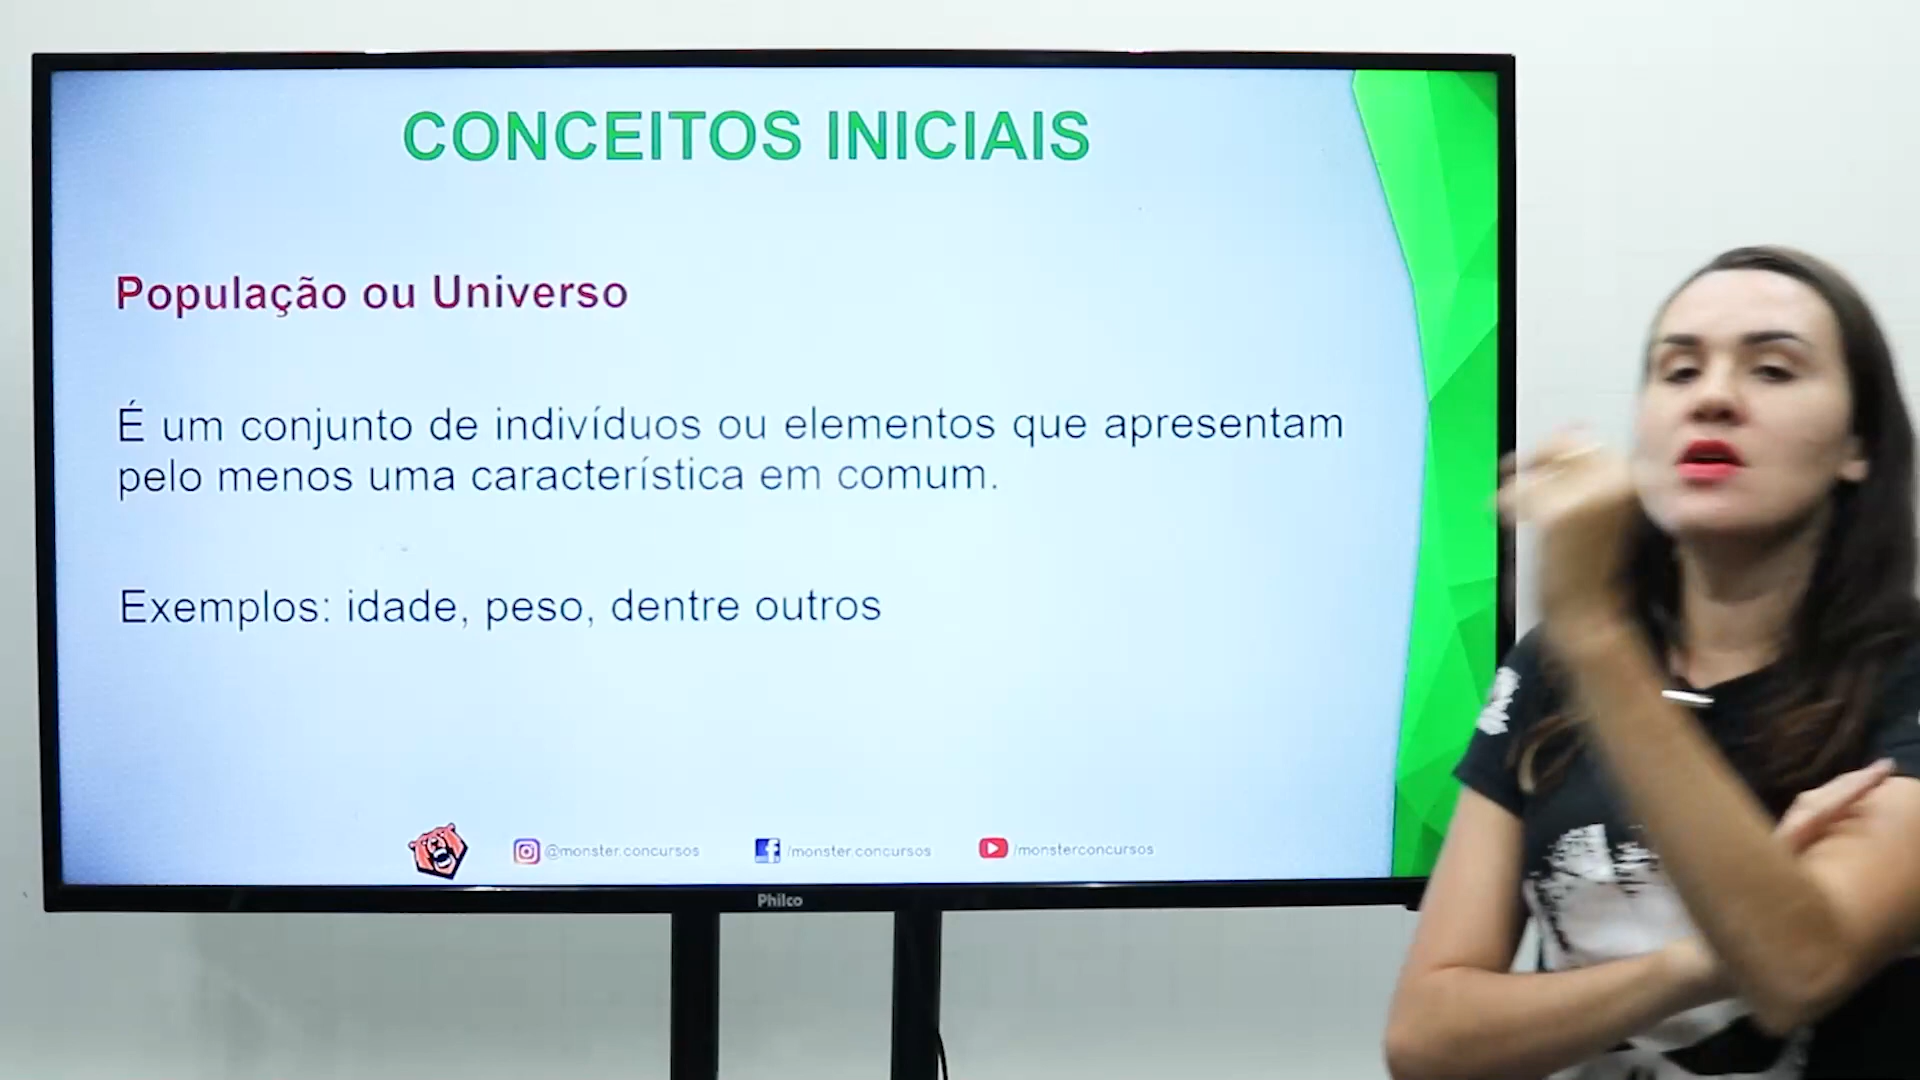 CONCEITOS INICIAIS
População ou Universo
É um conjunto de indivíduos ou elementos que apresentam
pelo menos uma característica em comum.
Exemplos: idade, peso, dentre outros
@monster.concursos /monster.concursos /monsterconcursos
Philco